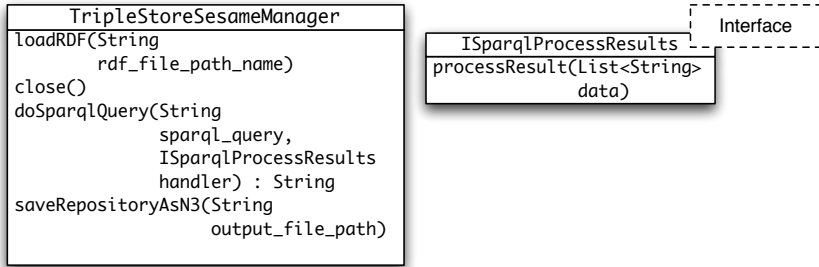 TripleStoreSesameManager
loadRDF(String
rdf_file_path_name)
close()
doSparqlQuery(String
sparql_query,
ISparqlProcessResults
handler) : String
saveRepositoryAsN3(String
output_file_path)
Interface
ISparqlProcessResults
processResult(List<String>
data)